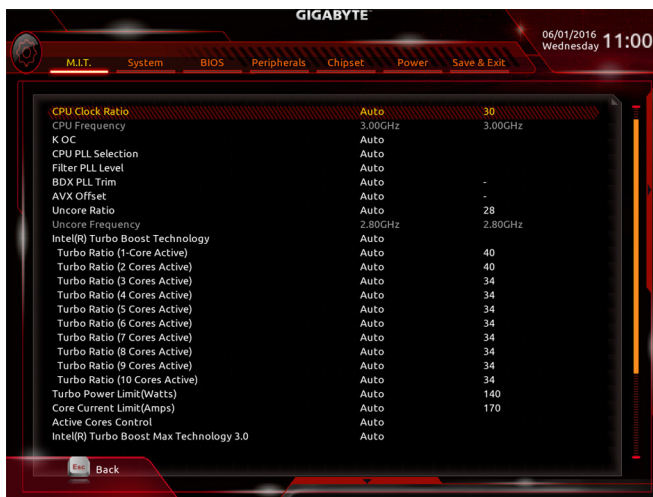 GIGABYTE™
06/01/2016 Wednesday 11:00
M.I.T. System BIOS Peripherals Chipset Power Save & Exit
CPU Clock Ratio Auto 30
CPU Frequency 3.00GHz 3.00GHz
K OC Auto
CPU PLL Selection Auto
Filter PLL Level Auto
BDX PLL Trim Auto -
AVX Offset Auto -
Uncore Ratio Auto 28
Uncore Frequency 2.80GHz 2.80GHz
Intel(R) Turbo Boost Technology Auto
Turbo Ratio (1-Core Active) Auto 40
Turbo Ratio (2 Cores Active) Auto 40
Turbo Ratio (3 Cores Active) Auto 34
Turbo Ratio (4 Cores Active) Auto 34
Turbo Ratio (5 Cores Active) Auto 34
Turbo Ratio (6 Cores Active) Auto 34
Turbo Ratio (7 Cores Active) Auto 34
Turbo Ratio (8 Cores Active) Auto 34
Turbo Ratio (9 Cores Active) Auto 34
Turbo Ratio (10 Cores Active) Auto 34
Turbo Power Limit(Watts) Auto 140
Core Current Limit(Amps) Auto 170
Active Cores Control Auto
Intel(R) Turbo Boost Max Technology 3.0 Auto
Esc Back